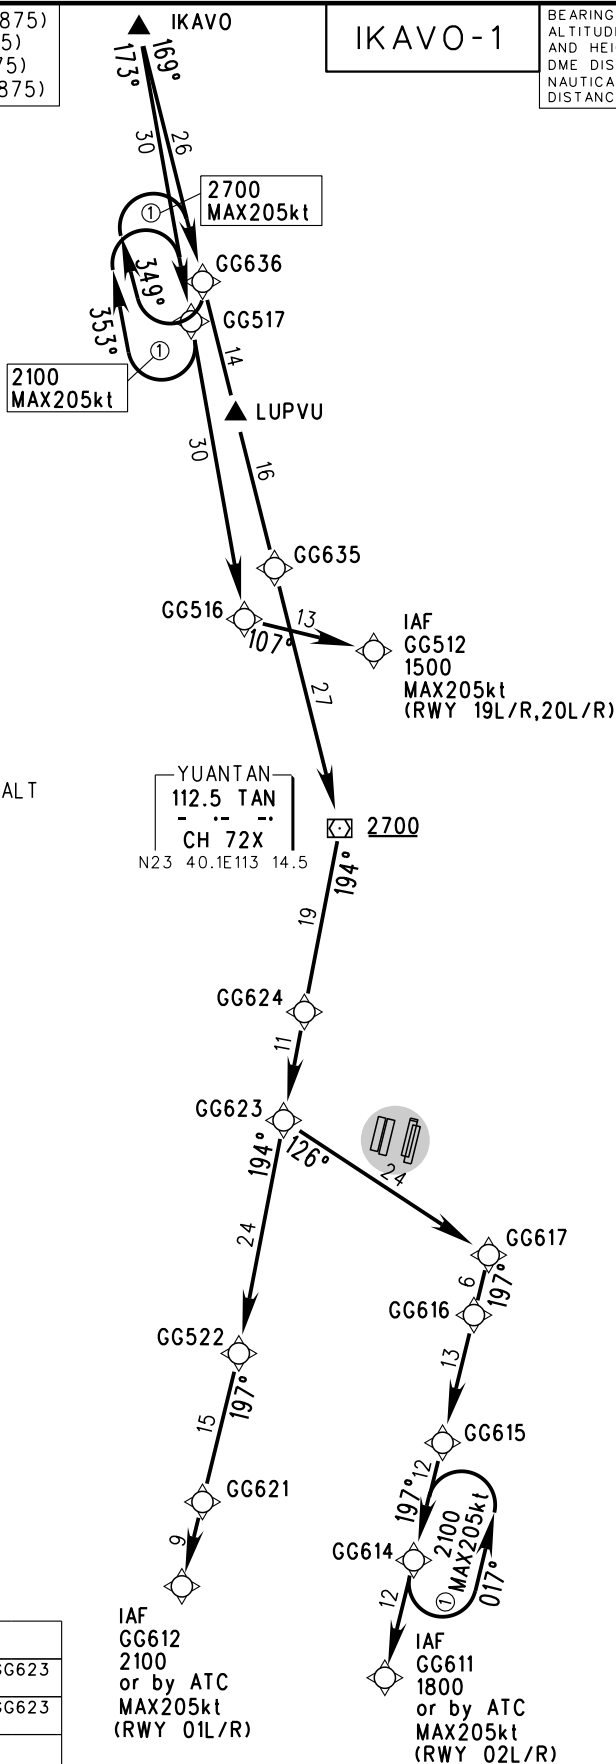 875)
5)
75)
875)
IKAVO
IKAVO-1
BEARING
ALTITUD
AND HEI
DME DIS
NAUTICA
DISTANC
173°
169°
30
26
2700
MAX205kt
①
GG636
349°
GG517
353°
①
14
2100
MAX205kt
LUPVU
30
16
GG635
GG516
13
107°
IAF
GG512
1500
MAX205kt
(RWY 19L/R,20L/R)
27
ALT
YUANTAN
112.5 TAN
CH 72X
N23 40.1E113 14.5
2700
194°
19
GG624
11
GG623
194°
126°
24
24
GG617
6
197°
GG616
GG522
13
197°
15
GG615
GG621
12
197°
2100
MAX205kt
①
017°
9
GG614
12
IAF
GG612
2100
or by ATC
MAX205kt
(RWY 01L/R)
IAF
GG611
1800
or by ATC
MAX205kt
(RWY 02L/R)
GG623
GG623